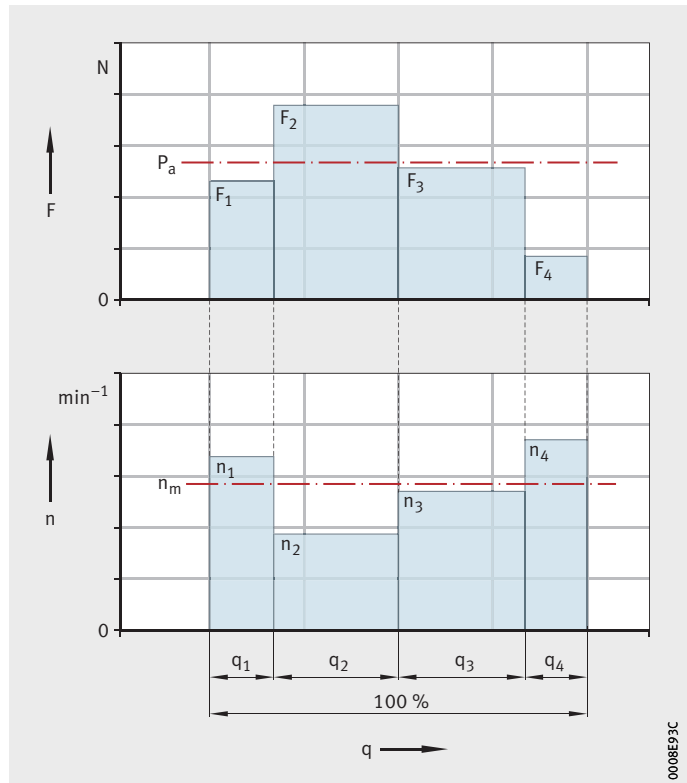 N
F₂
Pₐ
F₁
F₃
F
F₄
0
min⁻¹
n₁
n₄
nₘ
n₃
n
n₂
0
q₁ q₂ q₃ q₄
100 %
q
0008E93C